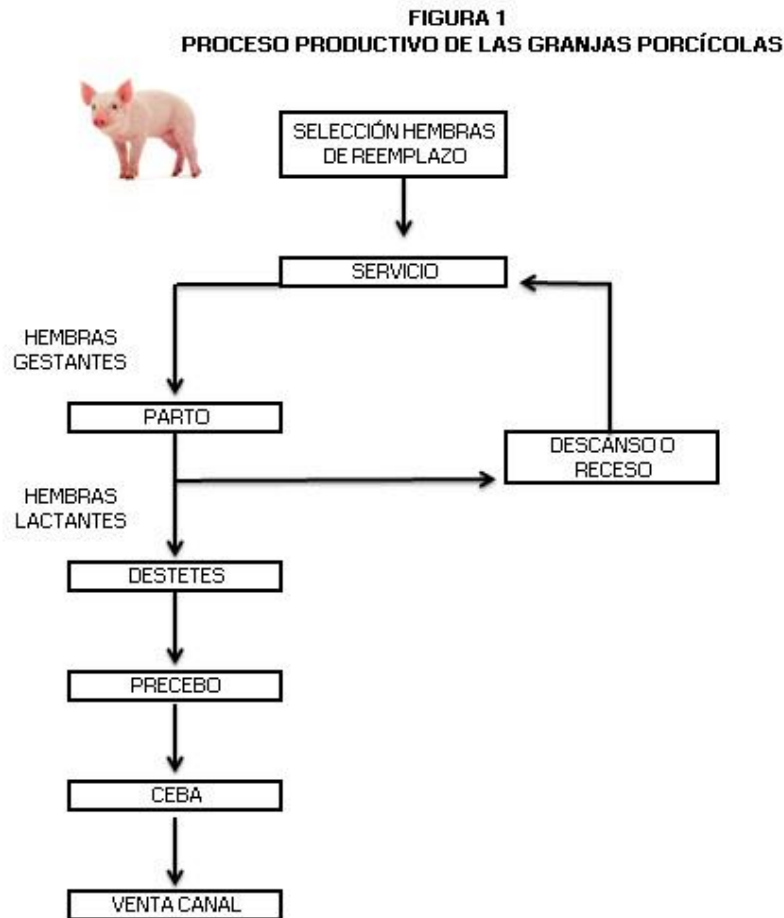 FIGURA 1
PROCESO PRODUCTIVO DE LAS GRANJAS PORCÍCOLAS
SELECCIÓN HEMBRAS
DE REEMPLAZO
SERVICIO
HEMBRAS
GESTANTES
PARTO
DESCANSO O
RECESO
HEMBRAS
LACTANTES
DESTETES
PRECEBO
CEBA
VENTA CANAL